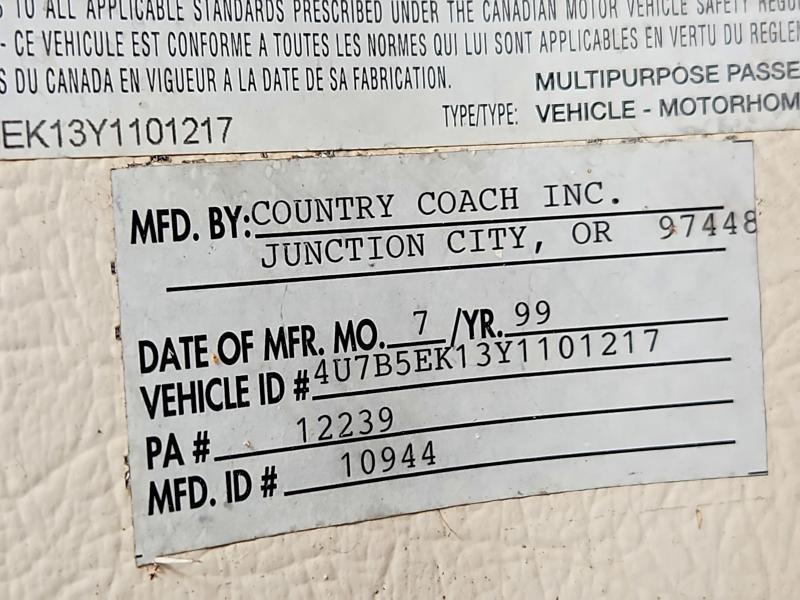 TO ALL APPLICABLE STANDARDS PRESCRIBED UNDER THE CANADIAN MOTOR VEHICLE SAFETY REGU
- CE VEHICULE EST CONFORME A TOUTES LES NORMES QUI LUI SONT APPLICABLES EN VERTU DU REGLEM
S DU CANADA EN VIGUEUR A LA DATE DE SA FABRICATION.
MULTIPURPOSE PASSE
TYPE/TYPE: VEHICLE - MOTORHOM
EK13Y1101217
MFD. BY: COUNTRY COACH INC.
JUNCTION CITY, OR 97448
DATE OF MFR. MO. 7 /YR. 99
VEHICLE ID # 4U7B5EK13Y1101217
PA # 12239
MFD. ID # 10944